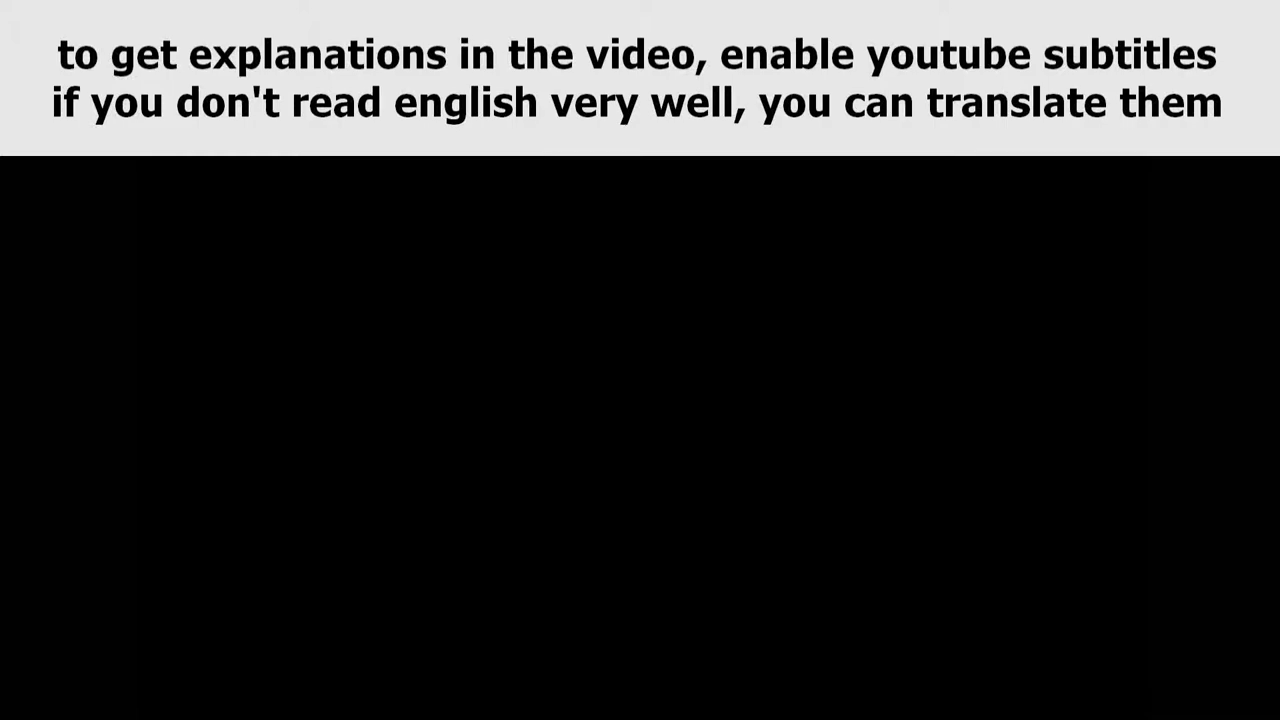 to get explanations in the video, enable youtube subtitles
if you don't read english very well, you can translate them